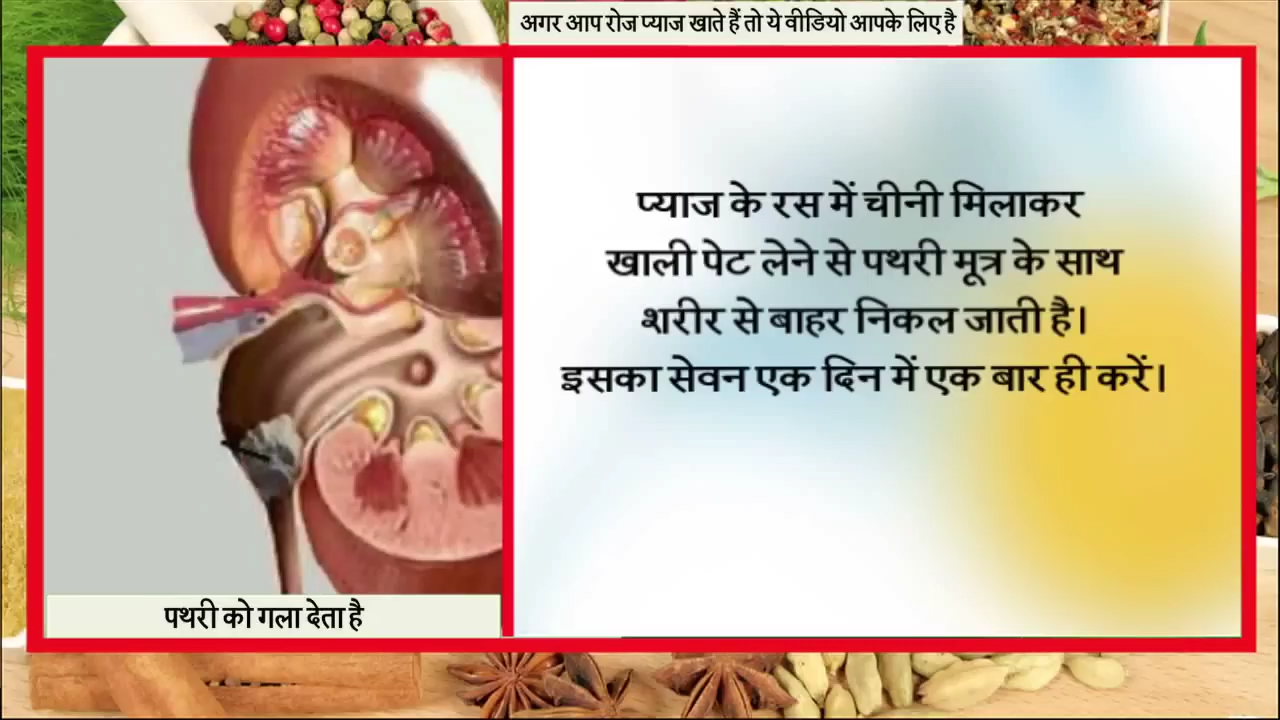 अगर आप रोज प्याज खाते हैं तो ये वीडियो आपके लिए है
प्याज के रस में चीनी मिलाकर
खाली पेट लेने से पथरी मूत्र के साथ
शरीर से बाहर निकल जाती है।
इसका सेवन एक दिन में एक बार ही करें।
पथरी को गला देता है